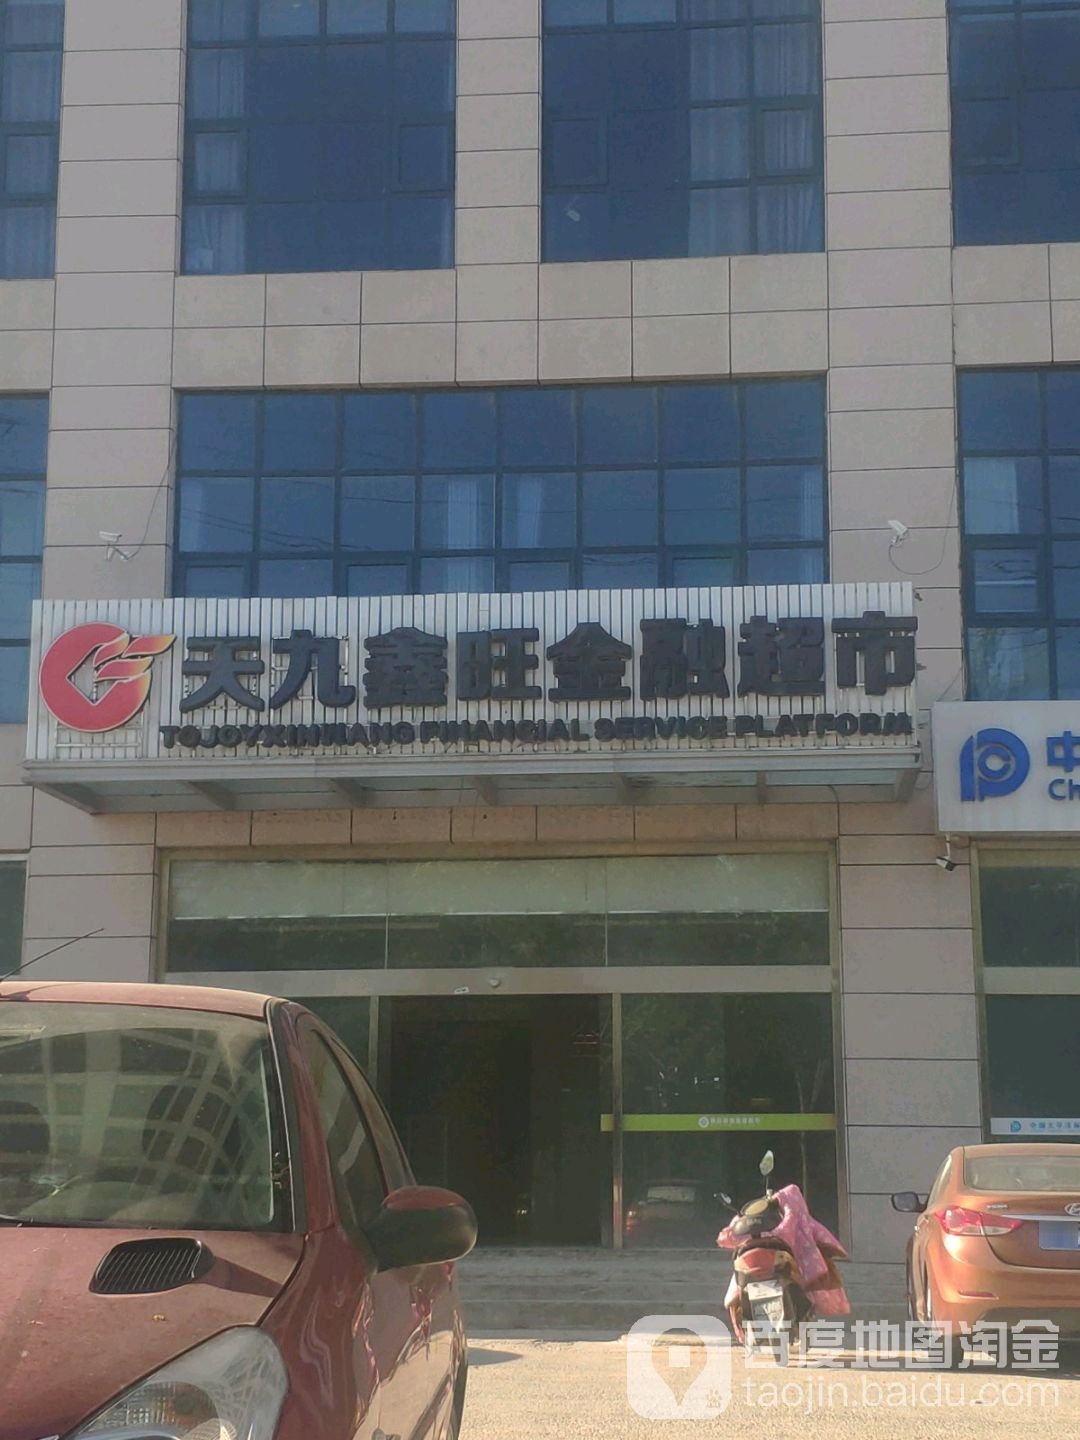 天九鑫旺金融超市
TOJOYXINWANG FINANCIAL SERVICE PLATFORM
中
Ch
百度地图淘金
taojin.baidu.com